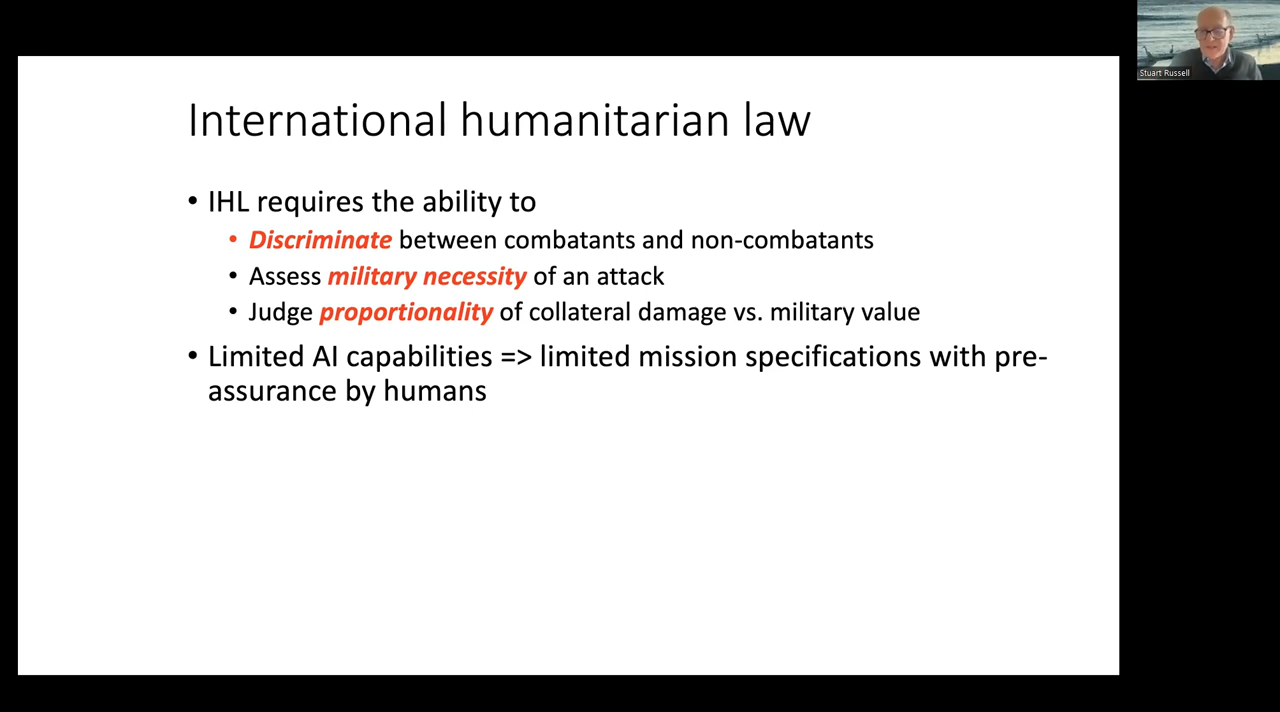 International humanitarian law
• IHL requires the ability to
• Discriminate between combatants and non-combatants
• Assess military necessity of an attack
• Judge proportionality of collateral damage vs. military value
• Limited AI capabilities => limited mission specifications with pre-
assurance by humans
Stuart Russell